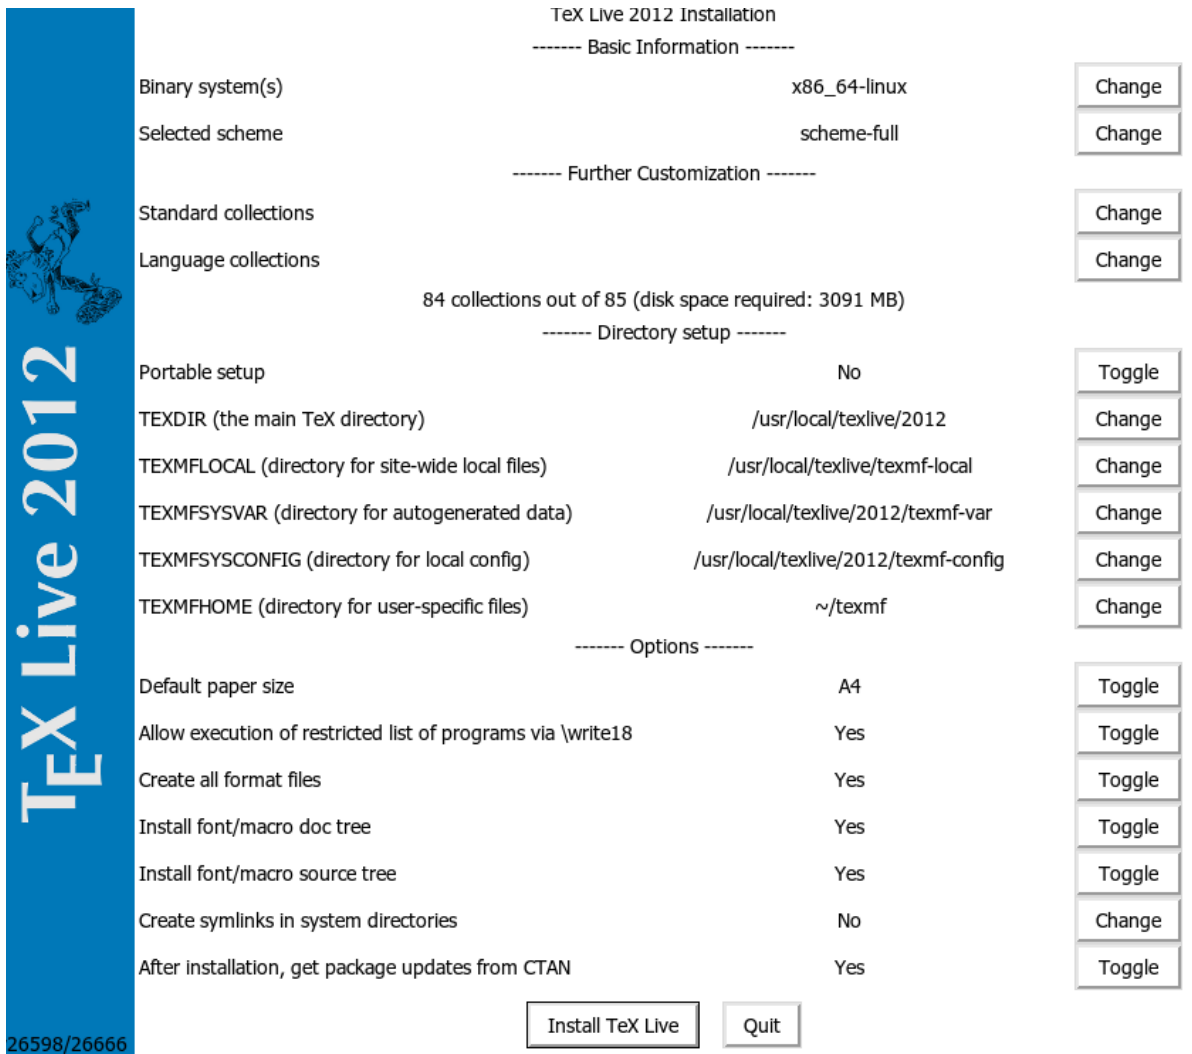 TeX Live 2012 Installation
------- Basic Information -------
Binary system(s) x86_64-linux Change
Selected scheme scheme-full Change
------- Further Customization -------
Standard collections Change
Language collections Change
84 collections out of 85 (disk space required: 3091 MB)
------- Directory setup -------
Portable setup No Toggle
TEXDIR (the main TeX directory) /usr/local/texlive/2012 Change
TEXMFLOCAL (directory for site-wide local files) /usr/local/texlive/texmf-local Change
TEXMFSYSVAR (directory for autogenerated data) /usr/local/texlive/2012/texmf-var Change
TEXMFSYSCONFIG (directory for local config) /usr/local/texlive/2012/texmf-config Change
TEXMFHOME (directory for user-specific files) ~/texmf Change
------- Options -------
Default paper size A4 Toggle
Allow execution of restricted list of programs via \write18 Yes Toggle
Create all format files Yes Toggle
Install font/macro doc tree Yes Toggle
Install font/macro source tree Yes Toggle
Create symlinks in system directories No Change
After installation, get package updates from CTAN Yes Toggle
Install TeX Live Quit
TEX Live 2012
26598/26666